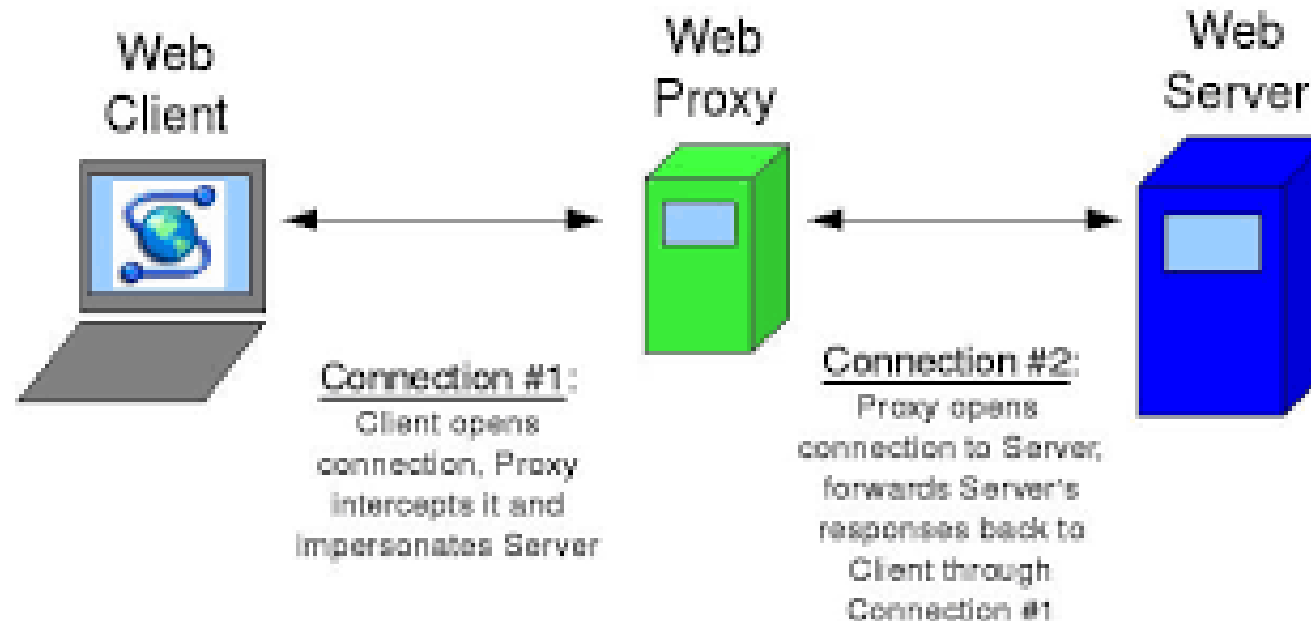 Web
Client
Web
Proxy
Web
Server
Connection #1:
Client opens
connection, Proxy
intercepts it and
impersonates Server
Connection #2:
Proxy opens
connection to Server,
forwards Server's
responses back to
Client through
Connection #1